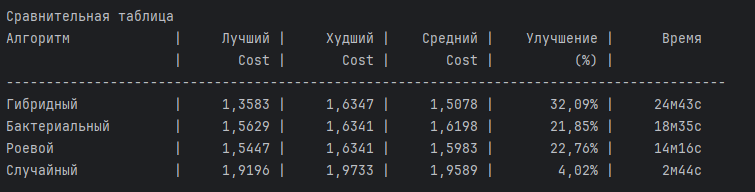 Сравнительная таблица
Алгоритм | Лучший | Худший | Средний | Улучшение | Время
| Cost | Cost | Cost | (%) |
------------------------------------------------------------------------------------------
Гибридный | 1,3583 | 1,6347 | 1,5078 | 32,09% | 24м43с
Бактериальный | 1,5629 | 1,6341 | 1,6198 | 21,85% | 18м35с
Роевой | 1,5447 | 1,6341 | 1,5983 | 22,76% | 14м16с
Случайный | 1,9196 | 1,9733 | 1,9589 | 4,02% | 2м44с